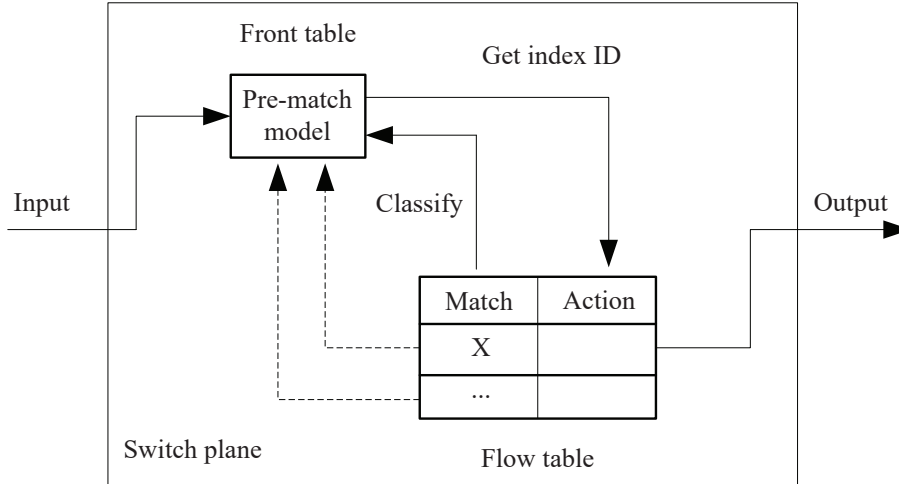 Front table
Get index ID
Pre-match
model
Input
Classify
Output
Match Action
X
...
Switch plane
Flow table